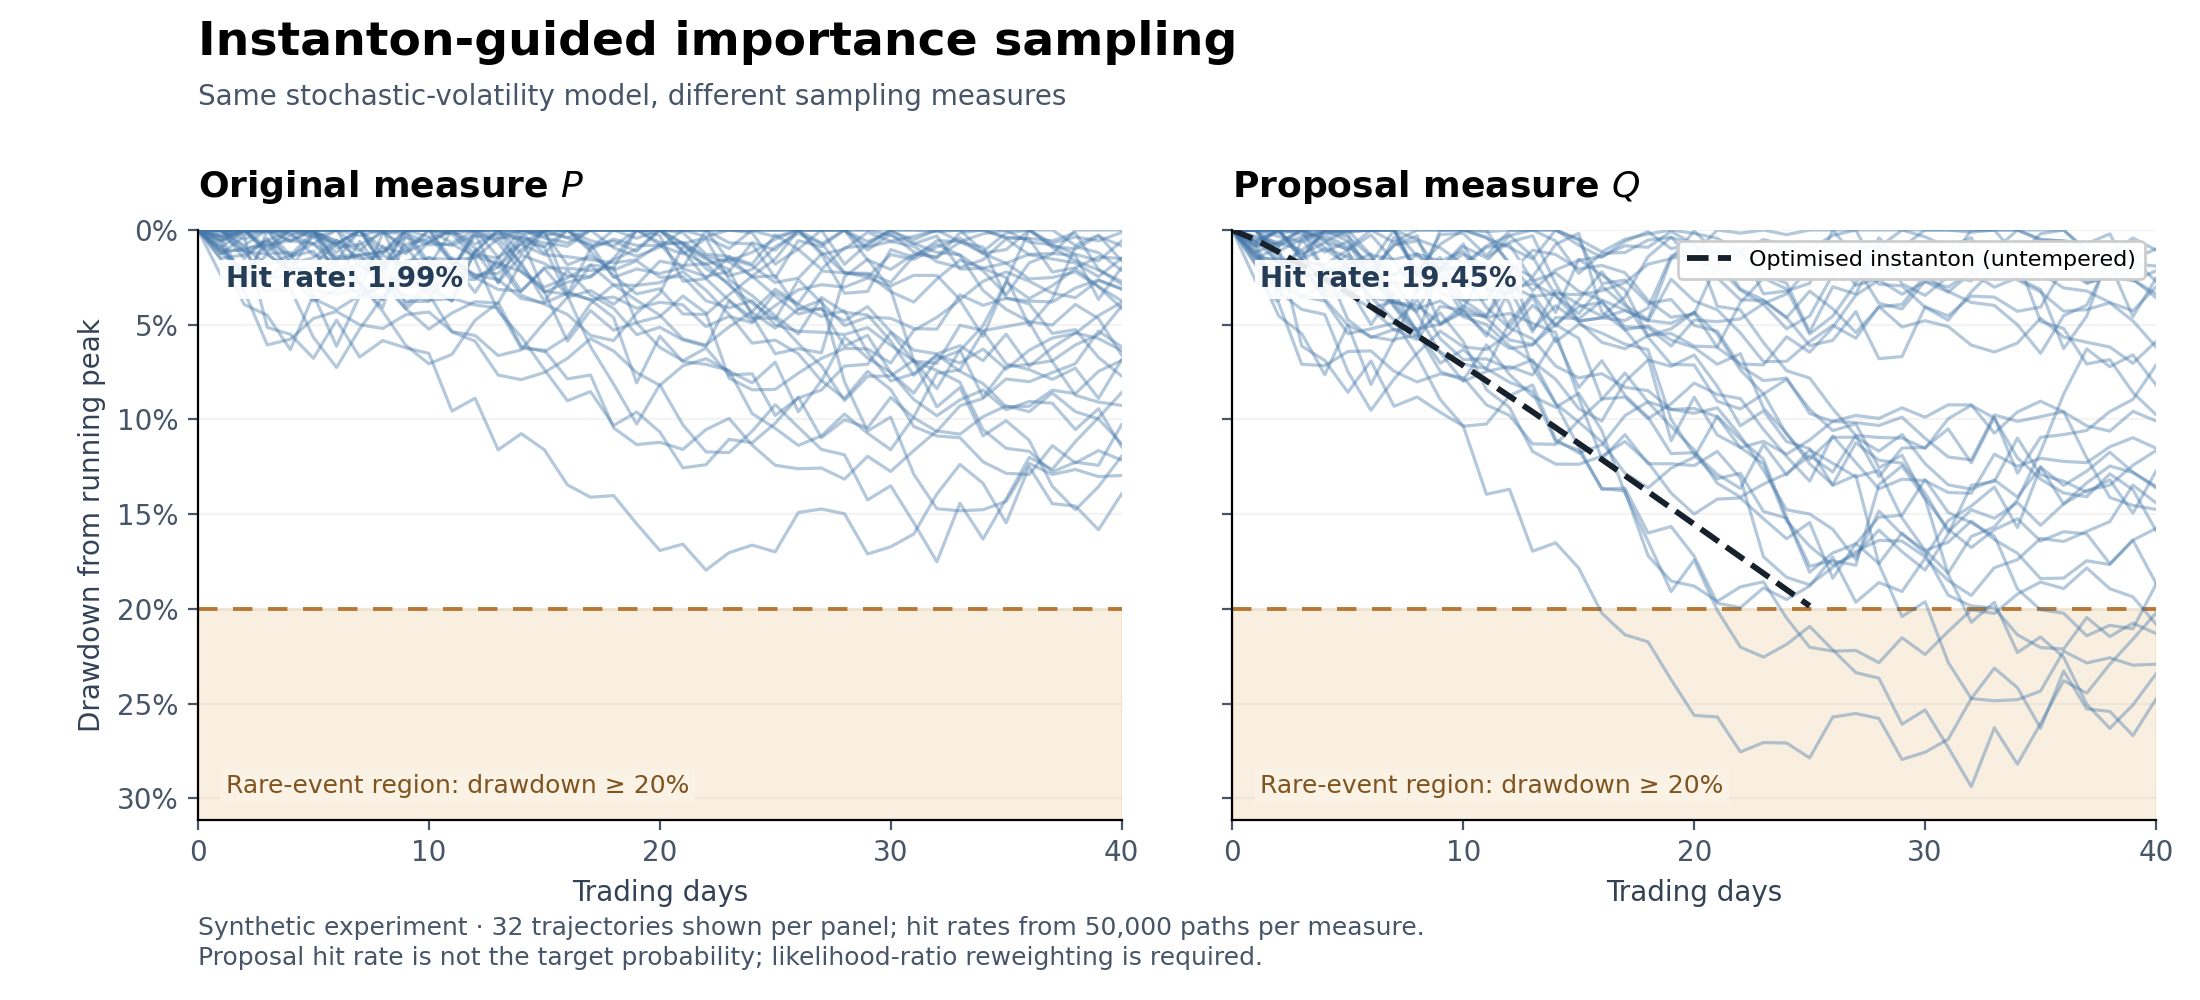 Instanton-guided importance sampling
Same stochastic-volatility model, different sampling measures
Original measure P
Proposal measure Q
Drawdown from running peak
0%
5%
10%
15%
20%
25%
30%
Hit rate: 1.99%
Rare-event region: drawdown ≥ 20%
0 10 20 30 40
Trading days
Hit rate: 19.45%
Optimised instanton (untempered)
Rare-event region: drawdown ≥ 20%
0 10 20 30 40
Trading days
Synthetic experiment · 32 trajectories shown per panel; hit rates from 50,000 paths per measure.
Proposal hit rate is not the target probability; likelihood-ratio reweighting is required.